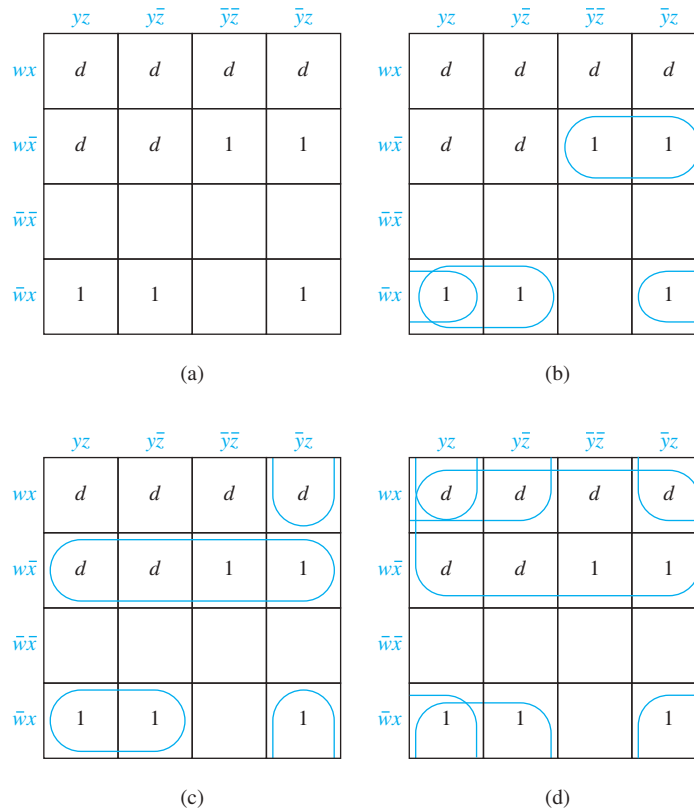 yz yz̄ ȳz̄ ȳz yz yz̄ ȳz̄ ȳz
wx d d d d wx d d d d
wx̄ d d 1 1 wx̄ d d 1 1
w̄x̄ w̄x̄
w̄x 1 1 1 w̄x 1 1 1
(a) (b)
yz yz̄ ȳz̄ ȳz yz yz̄ ȳz̄ ȳz
wx d d d d wx d d d d
wx̄ d d 1 1 wx̄ d d 1 1
w̄x̄ w̄x̄
w̄x 1 1 1 w̄x 1 1 1
(c) (d)